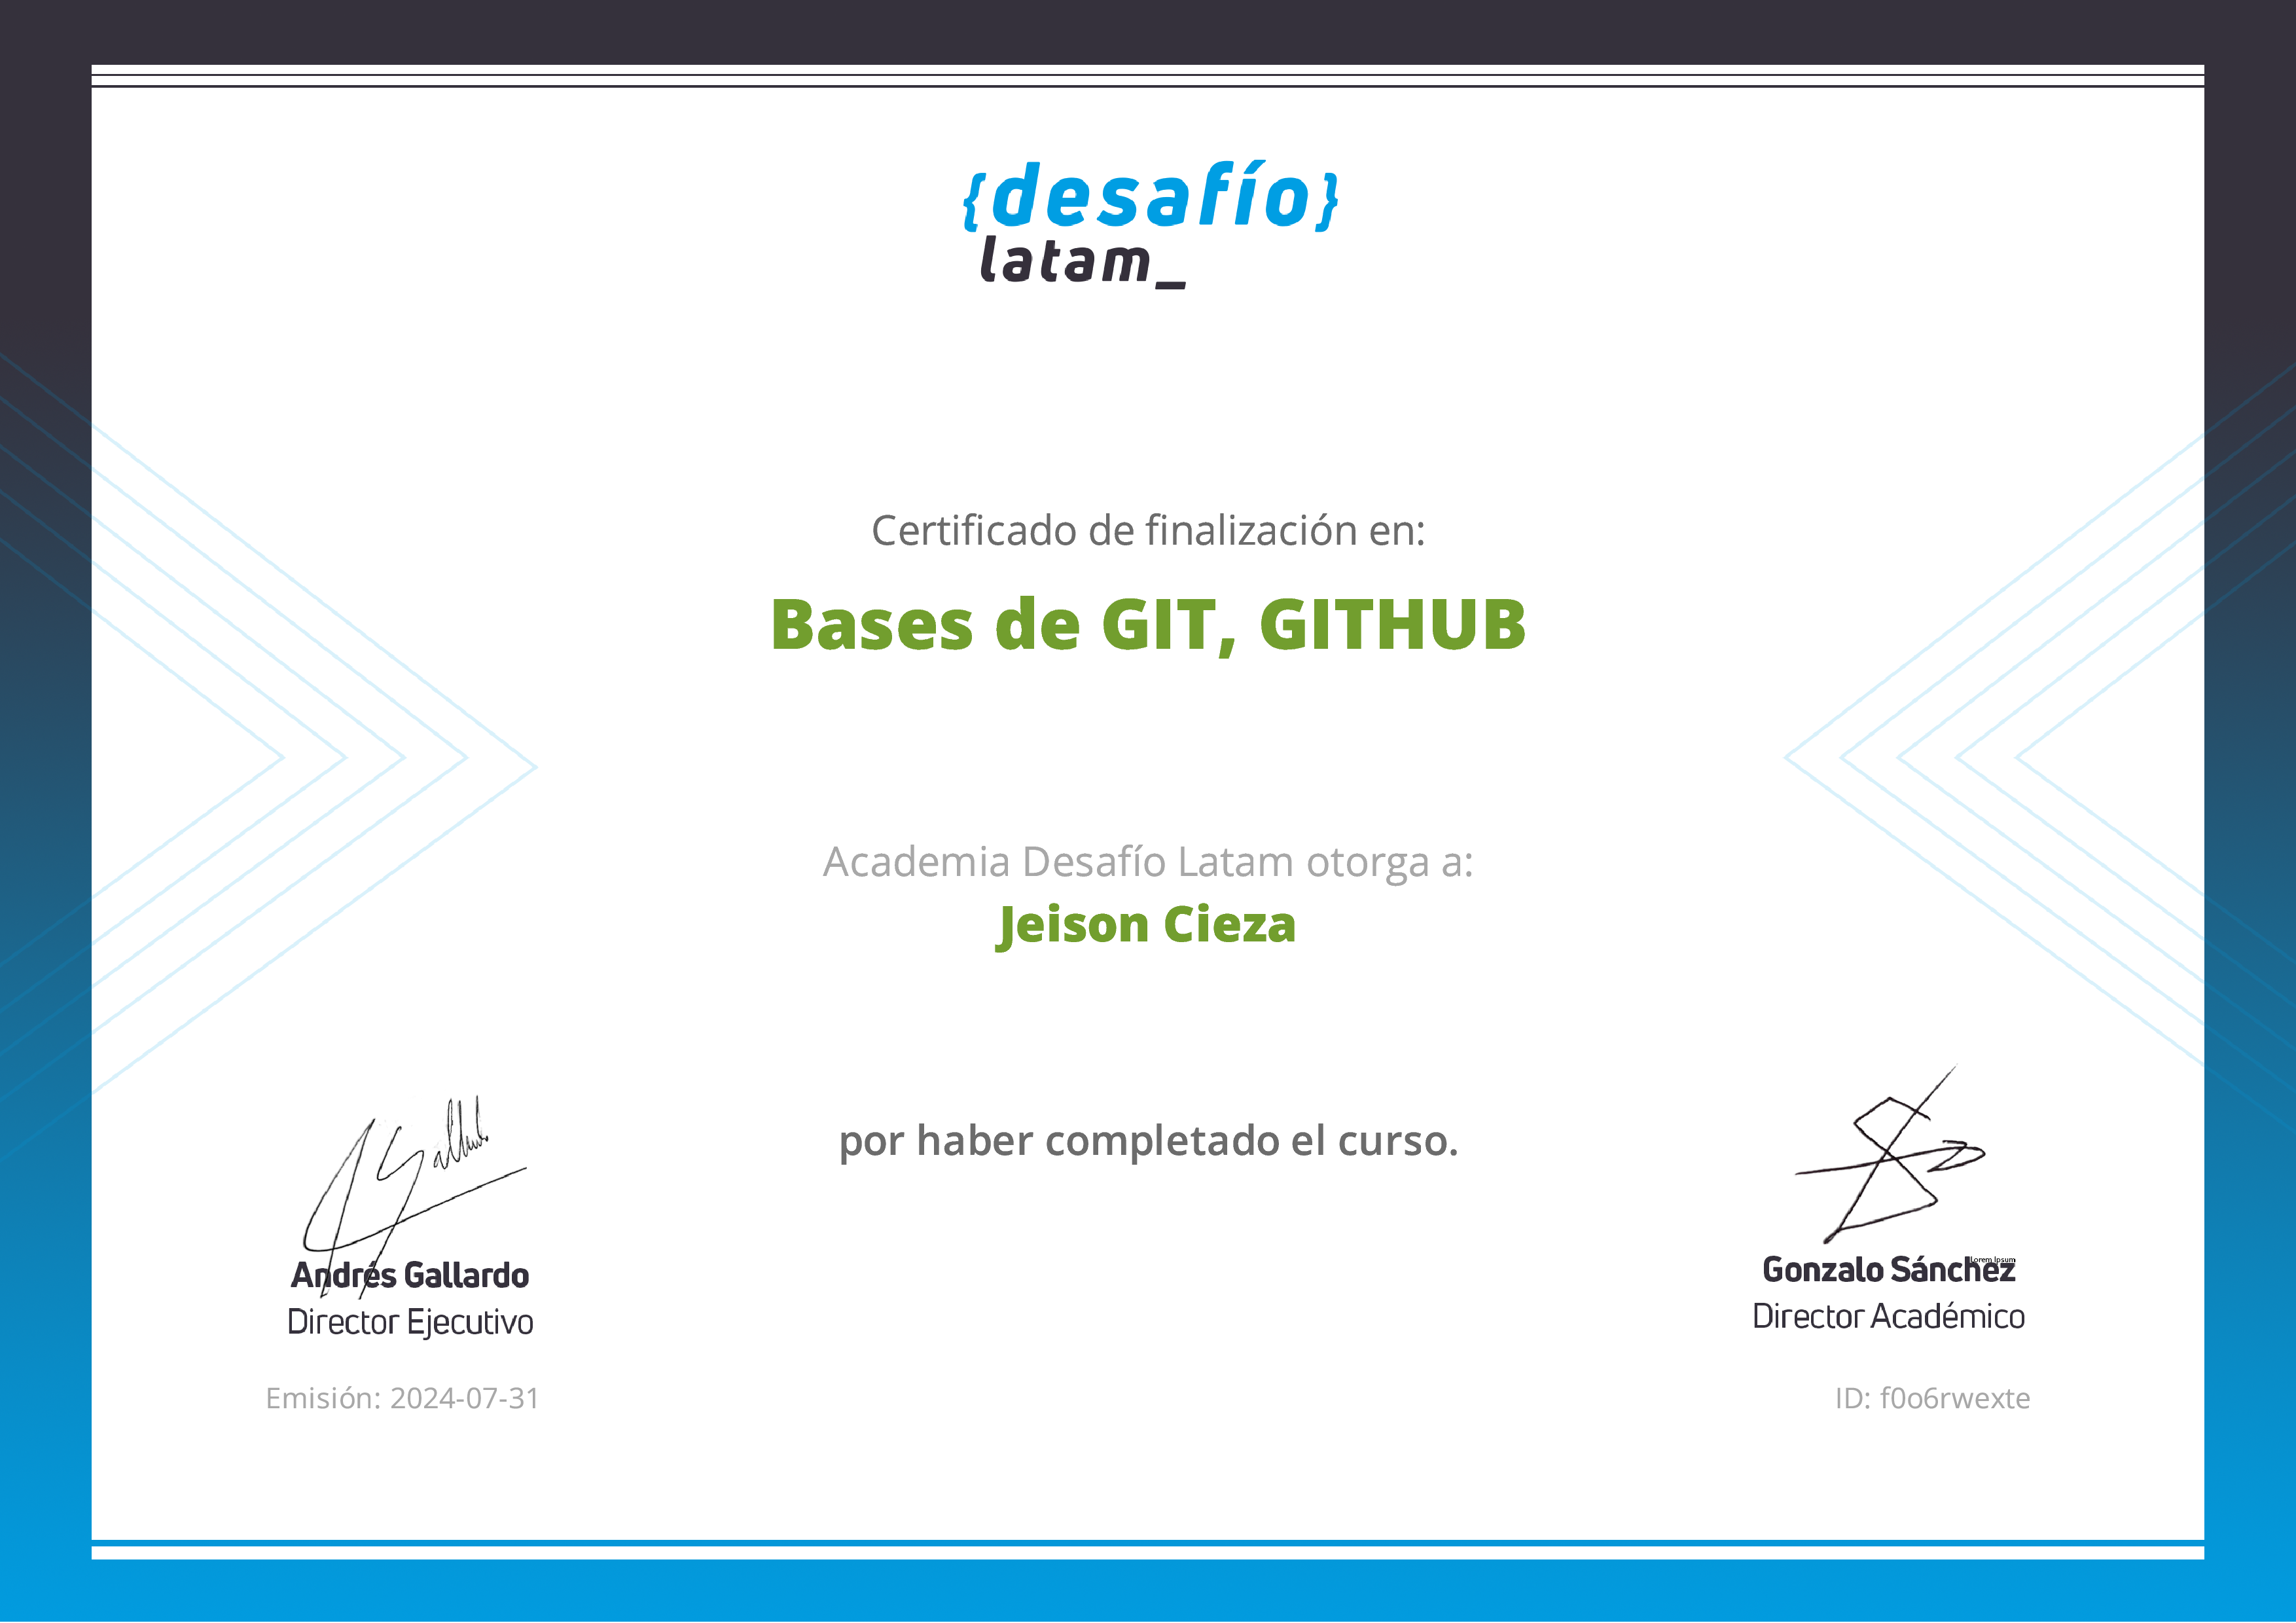 {desafío}
latam_
Certificado de finalización en:
Bases de GIT, GITHUB
Academia Desafío Latam otorga a:
Jeison Cieza
por haber completado el curso.
Andrés Gallardo
Director Ejecutivo
Lorem Ipsum
Gonzalo Sánchez
Director Académico
Emisión: 2024-07-31
ID: f0o6rwexte